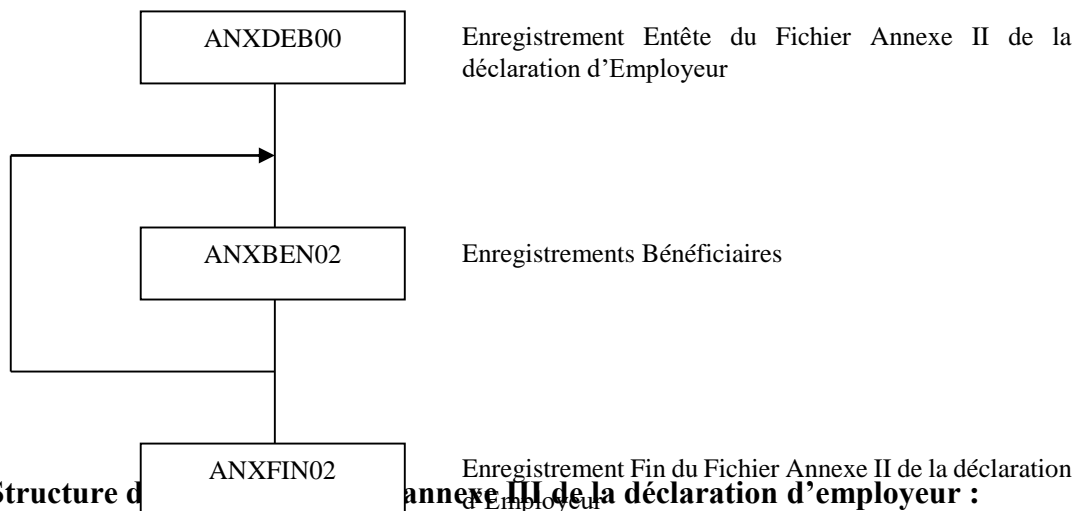 ANXDEB00
Enregistrement Entête du Fichier Annexe II de la
déclaration d’Employeur
ANXBEN02
Enregistrements Bénéficiaires
ANXFIN02
Enregistrement Fin du Fichier Annexe II de la déclaration
d’Employeur
Structure d annexe III de la déclaration d’employeur :